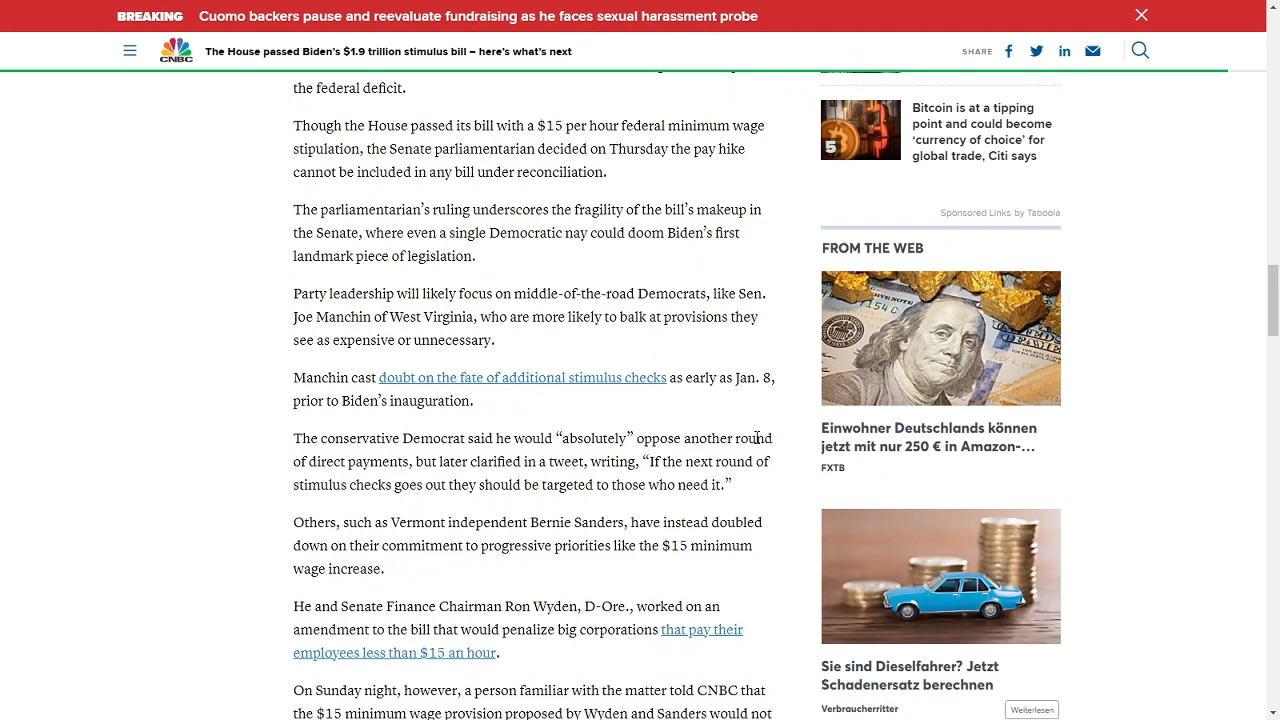 BREAKING Cuomo backers pause and reevaluate fundraising as he faces sexual harassment probe
CNBC
The House passed Biden's $1.9 trillion stimulus bill – here's what's next
SHARE
the federal deficit.
Though the House passed its bill with a $15 per hour federal minimum wage
stipulation, the Senate parliamentarian decided on Thursday the pay hike
cannot be included in any bill under reconciliation.
The parliamentarian's ruling underscores the fragility of the bill's makeup in
the Senate, where even a single Democratic nay could doom Biden's first
landmark piece of legislation.
Party leadership will likely focus on middle-of-the-road Democrats, like Sen.
Joe Manchin of West Virginia, who are more likely to balk at provisions they
see as expensive or unnecessary.
Manchin cast doubt on the fate of additional stimulus checks as early as Jan. 8,
prior to Biden's inauguration.
The conservative Democrat said he would “absolutely” oppose another round
of direct payments, but later clarified in a tweet, writing, “If the next round of
stimulus checks goes out they should be targeted to those who need it.”
Others, such as Vermont independent Bernie Sanders, have instead doubled
down on their commitment to progressive priorities like the $15 minimum
wage increase.
He and Senate Finance Chairman Ron Wyden, D-Ore., worked on an
amendment to the bill that would penalize big corporations that pay their
employees less than $15 an hour.
On Sunday night, however, a person familiar with the matter told CNBC that
the $15 minimum wage provision proposed by Wyden and Sanders would not
5
Bitcoin is at a tipping
point and could become
‘currency of choice’ for
global trade, Citi says
Sponsored Links by Taboola
FROM THE WEB
Einwohner Deutschlands können
jetzt mit nur 250 € in Amazon-…
FXTB
Sie sind Dieselfahrer? Jetzt
Schadenersatz berechnen
Verbraucherritter
Weiterlesen